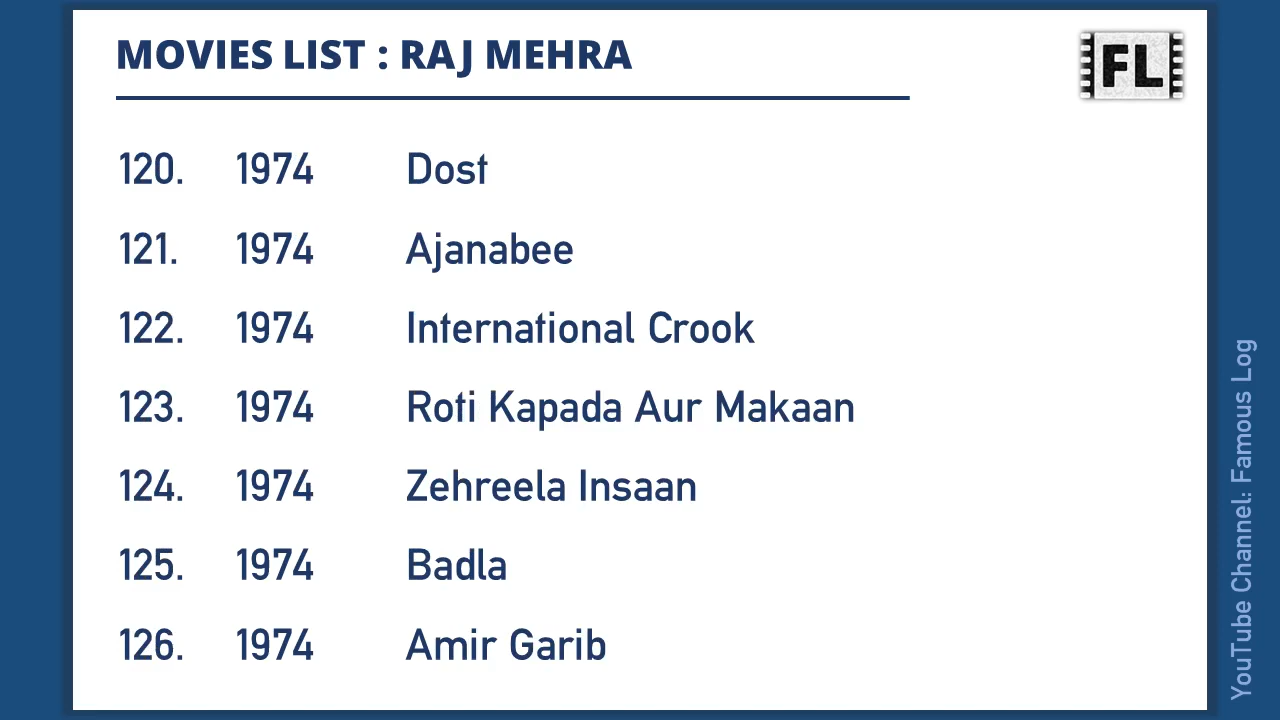 MOVIES LIST : RAJ MEHRA
FL
120. 1974 Dost
121. 1974 Ajanabee
122. 1974 International Crook
123. 1974 Roti Kapada Aur Makaan
124. 1974 Zehreela Insaan
125. 1974 Badla
126. 1974 Amir Garib
YouTube Channel: Famous Log